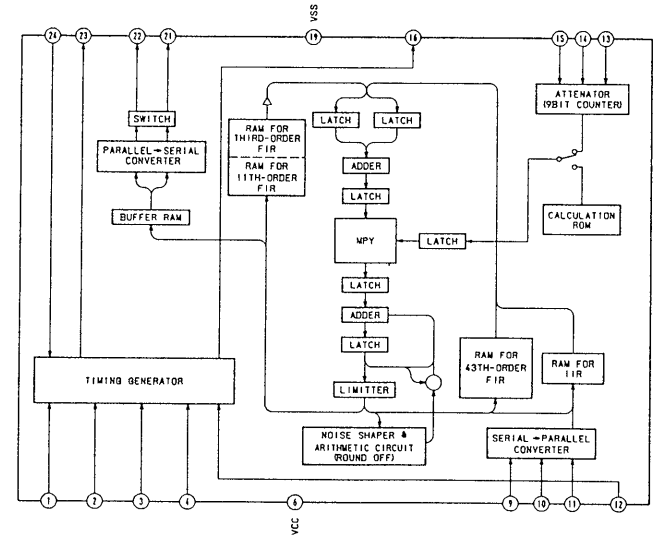 VSS
24
23
22
21
19
16
15
14
13
SWITCH
PARALLEL→SERIAL
CONVERTER
BUFFER RAM
RAM FOR
THIRD-ORDER
FIR
RAM FOR
11TH-ORDER
FIR
LATCH
LATCH
ADDER
LATCH
MPY
LATCH
LATCH
ADDER
LATCH
LIMITTER
NOISE SHAPER &
ARITHMETIC CIRCUIT
(ROUND OFF)
ATTENATOR
(9BIT COUNTER)
CALCULATION
ROM
RAM FOR
43TH-ORDER
FIR
RAM FOR
IIR
SERIAL→PARALLEL
CONVERTER
TIMING GENERATOR
1
2
3
4
6
9
10
11
12
VCC